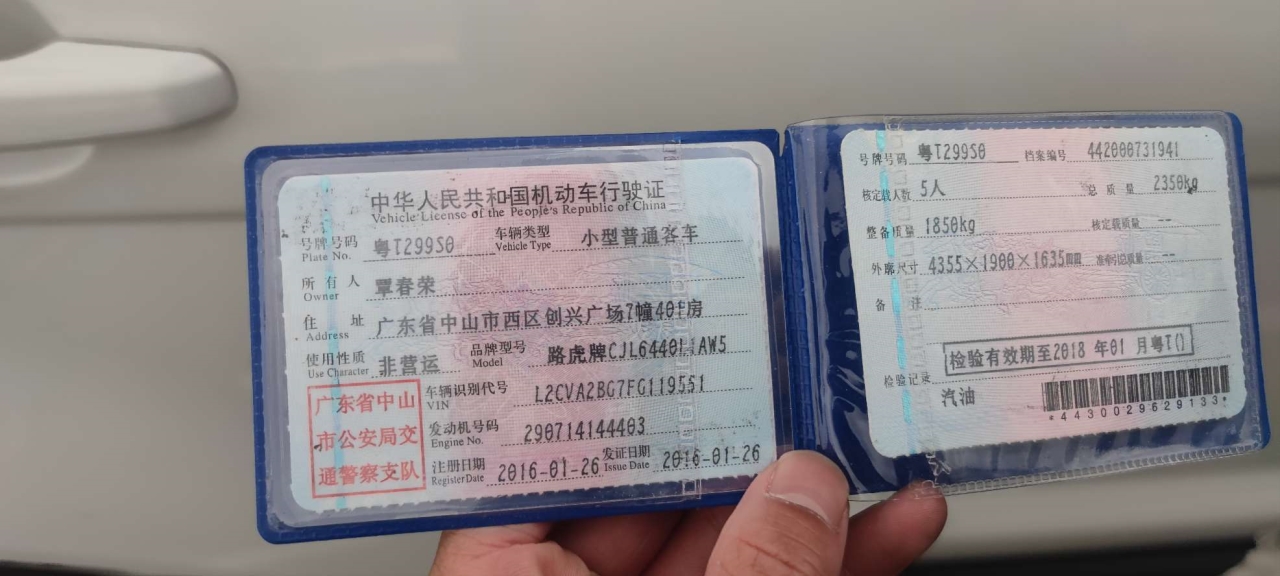 中华人民共和国机动车行驶证
Vehicle License of the People's Republic of China
号牌号码 粤T299S0 车辆类型 小型普通客车
Plate No. Vehicle Type
所有人 覃春荣
Owner
住址 广东省中山市西区创兴广场7幢401房
Address
使用性质 非营运 品牌型号 路虎牌CJL6440L1AW5
Use Character Model
广东省中山
市公安局交
通警察支队
车辆识别代号 L2CVA2BG7FG119551
VIN
发动机号码 290714144403
Engine No.
注册日期 2016-01-26 发证日期 2016-01-26
Register Date Issue Date
号牌号码 粤T299S0 档案编号 442000731941
核定载人数 5人 总质量 2350kg
整备质量 1850kg 核定载质量 --
外廓尺寸 4355×1900×1635 准牵引总质量 --
备注
检验有效期至2018 年01 月粤T()
检验记录
汽油
*4430029629133*